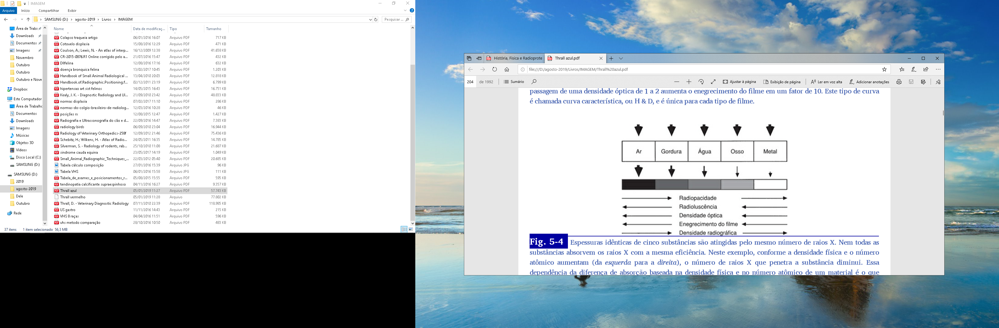 IMAGEM
Arquivo Início Compartilhar Exibir
SAMSUNG (D:) agosto-2019 Livros IMAGEM Pesquisar ...
Área de Traba
Downloads
Documentos
Imagens
Novembro
Outubro
Outubro
Outubro e Nove
Dropbox
Este Computador
Área de Trabalho
Documentos
Downloads
Imagens
Músicas
Objetos 3D
Vídeos
Disco Local (C:)
SAMSUNG (D:)
SAMSUNG (D:)
2019
agosto-2019
Dele
Outubro
Rede
Nome Data de modificaç... Tipo Tamanho
Colapso traqueia artigo 06/01/2016 16:07 Arquivo PDF 717 KB
Cotovelo displasia 15/08/2016 12:29 Arquivo PDF 471 KB
Coulson, A.; Lewis, N. - An atlas of interp... 16/12/2009 12:38 Arquivo PDF 41.658 KB
CR-2015-0876.R1 Online corrigido pelo a... 21/07/2016 15:47 Arquivo PDF 432 KB
DIIfelina 12/08/2016 17:16 Arquivo PDF 632 KB
doença bronquica felina 13/02/2017 10:45 Arquivo PDF 1.203 KB
Handbook of Small Animal Radiological ... 13/04/2010 20:03 Arquivo PDF 12.818 KB
Handbook.of.Radiographic.Positioning.f... 02/12/2011 23:19 Arquivo PDF 6.799 KB
hipertensao art sist felinos 14/05/2015 16:43 Arquivo PDF 16.751 KB
Kealy, J. K. - Diagnostic Radiology and Ul... 21/09/2010 23:42 Arquivo PDF 48.833 KB
normas displasia 07/02/2017 11:10 Arquivo PDF 286 KB
normas-do-colgio-brasileiro-de-radiolog... 12/03/2016 10:28 Arquivo PDF 46 KB
posições rx 12/08/2015 12:47 Arquivo PDF 1.427 KB
Radiografia e Ultrassonografia do cão e d... 22/09/2016 14:47 Arquivo PDF 7.383 KB
radiology birds 06/09/2010 23:04 Arquivo PDF 16.944 KB
Radiology of Veterinary Orthopedics-258f 12/09/2012 21:46 Arquivo PDF 75.436 KB
Schebitz, H.; Wilkens, H. - Atlas of Radio... 24/05/2011 16:35 Arquivo PDF 14.785 KB
Silverman, S. - Radiology of rodents, rab... 25/10/2010 11:08 Arquivo PDF 21.687 KB
sindrome cauda equina 23/05/2017 14:19 Arquivo PDF 1.049 KB
Small_Animal_Radiographic_Techniques_... 22/03/2012 05:40 Arquivo PDF 20.685 KB
Tabela cálculo composição 27/01/2016 15:39 Arquivo JPG 96 KB
Tabela VHS 06/01/2016 15:58 Arquivo JPG 111 KB
Tabela_de_exames_e_posicionamentos_r... 05/08/2015 15:55 Arquivo PDF 595 KB
tendinopatia calcificante supraespinhoso 04/11/2016 16:27 Arquivo PDF 9.357 KB
Thrall azul 05/01/2019 11:27 Arquivo PDF 57.743 KB
Thrall vermelho 05/01/2019 11:28 Arquivo 77.802 KB
Thrall, D. - Veterinary Diagnostic Radiology 07/11/2010 22:39 Arquivo PDF 118.985 KB
US gastro 11/11/2016 14:43 Arquivo PDF 215 KB
VHS 8 raças 04/04/2016 11:51 Arquivo PDF 596 KB
vhs metodo comparação 28/10/2016 10:50 Arquivo PDF 483 KB
37 itens 1 item selecionado 56,3 MB
História, Física e Radioprote Thrall azul.pdf
file:///D:/agosto-2019/Livros/IMAGEM/Thrall%20azul.pdf
204 de 1992 Sumário Ajustar à página Exibição de página Ler em voz alta Adicionar anotações
passagem de uma densidade óptica de 1 a 2 aumenta o enegrecimento do filme em um fator de 10. Este tipo de curva
é chamada curva característica, ou H & D, e é única para cada tipo de filme.
Ar Gordura Água Osso Metal
Radiopacidade
Radioluscência
Densidade óptica
Enegrecimento do filme
Densidade radiográfica
Fig. 5-4 Espessuras idênticas de cinco substâncias são atingidas pelo mesmo número de raios X. Nem todas as
substâncias absorvem os raios X com a mesma eficiência. Neste exemplo, conforme a densidade física e o número
atômico aumentam (da esquerda para a direita), o número de raios X que penetra a substância diminui. Essa
dependência da diferença de absorção baseada na densidade física e no número atômico de um material é o que